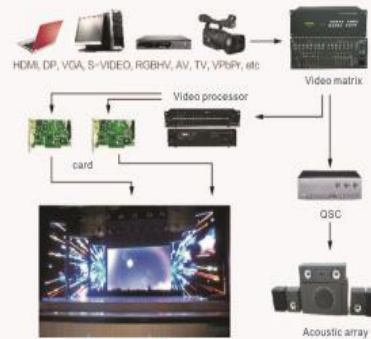 HDMI, DP, VGA, S-VIDEO, RGBHV, AV, TV, VPbPr, etc
Video matrix
Video processor
card
QSC
Acoustic array